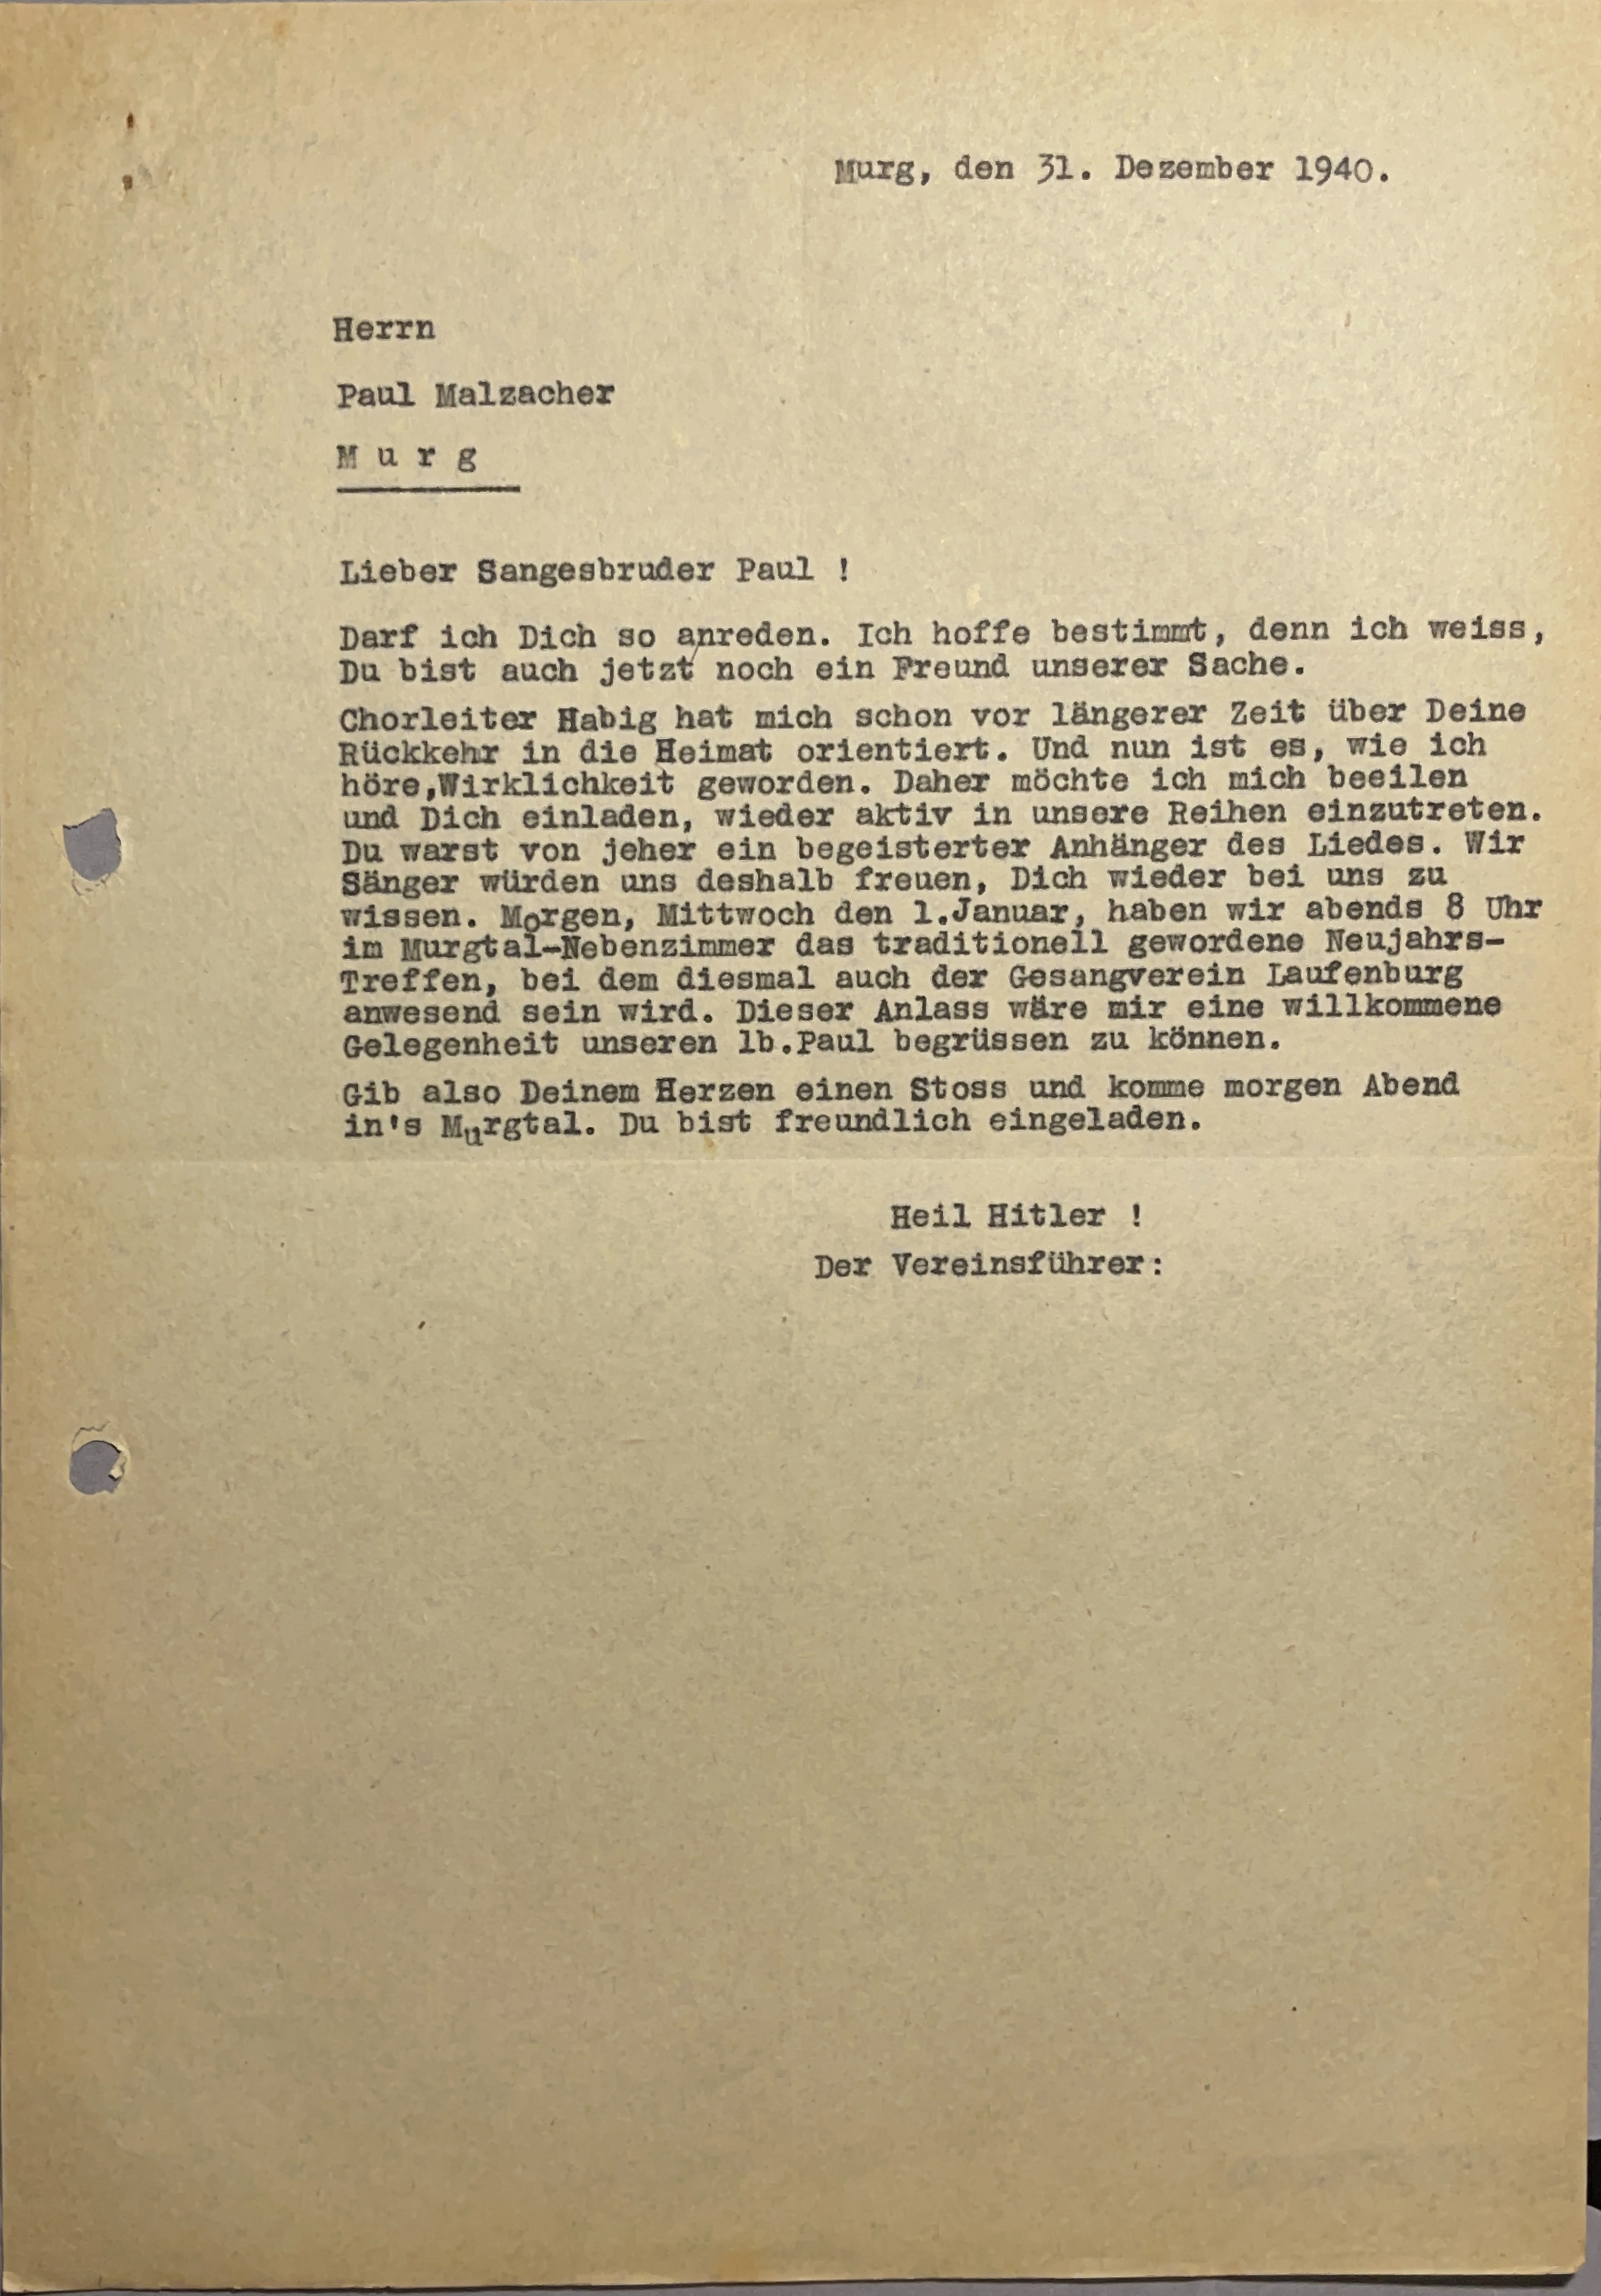 Murg, den 31. Dezember 1940.
Herrn
Paul Malzacher
M u r g
Lieber Sangesbruder Paul !
Darf ich Dich so anreden. Ich hoffe bestimmt, denn ich weiss,
Du bist auch jetzt noch ein Freund unserer Sache.
Chorleiter Habig hat mich schon vor längerer Zeit über Deine
Rückkehr in die Heimat orientiert. Und nun ist es, wie ich
höre,Wirklichkeit geworden. Daher möchte ich mich beeilen
und Dich einladen, wieder aktiv in unsere Reihen einzutreten.
Du warst von jeher ein begeisterter Anhänger des Liedes. Wir
Sänger würden uns deshalb freuen, Dich wieder bei uns zu
wissen. Morgen, Mittwoch den 1.Januar, haben wir abends 8 Uhr
im Murgtal-Nebenzimmer das traditionell gewordene Neujahrs-
Treffen, bei dem diesmal auch der Gesangverein Laufenburg
anwesend sein wird. Dieser Anlass wäre mir eine willkommene
Gelegenheit unseren lb.Paul begrüssen zu können.
Gib also Deinem Herzen einen Stoss und komme morgen Abend
in's Murgtal. Du bist freundlich eingeladen.
Heil Hitler !
Der Vereinsführer: